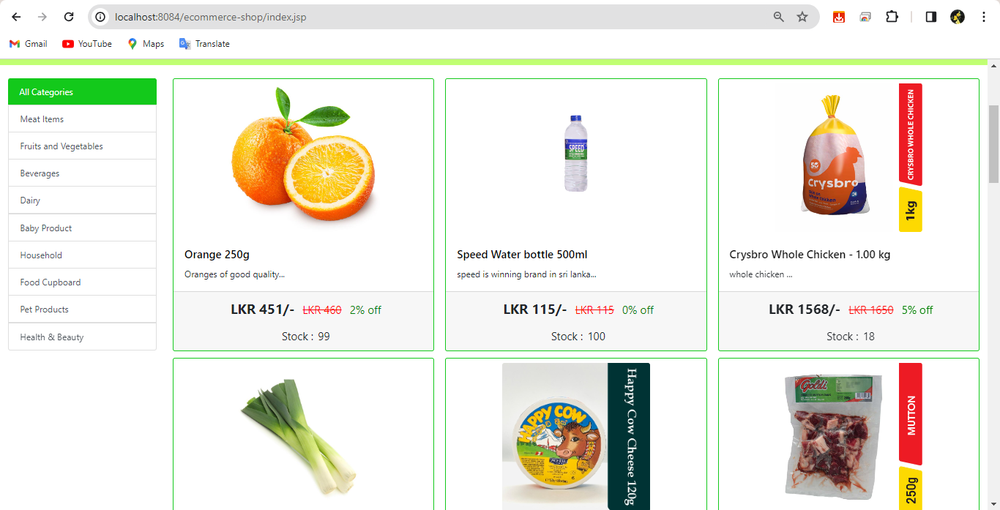 localhost:8084/ecommerce-shop/index.jsp
Gmail YouTube Maps Translate
All Categories
Meat Items
Fruits and Vegetables
Beverages
Dairy
Baby Product
Household
Food Cupboard
Pet Products
Health & Beauty
Orange 250g
Oranges of good quality...
LKR 451/- LKR 460 2% off
Stock : 99
SPEED
Speed Water bottle 500ml
speed is winning brand in sri lanka...
LKR 115/- LKR 115 0% off
Stock : 100
crysbro
CRYSBRO WHOLE CHICKEN
1kg
Crysbro Whole Chicken - 1.00 kg
whole chicken ...
LKR 1568/- LKR 1650 5% off
Stock : 18
HAPPY COW
Happy Cow Cheese 120g
Goldi
MUTTON
250g